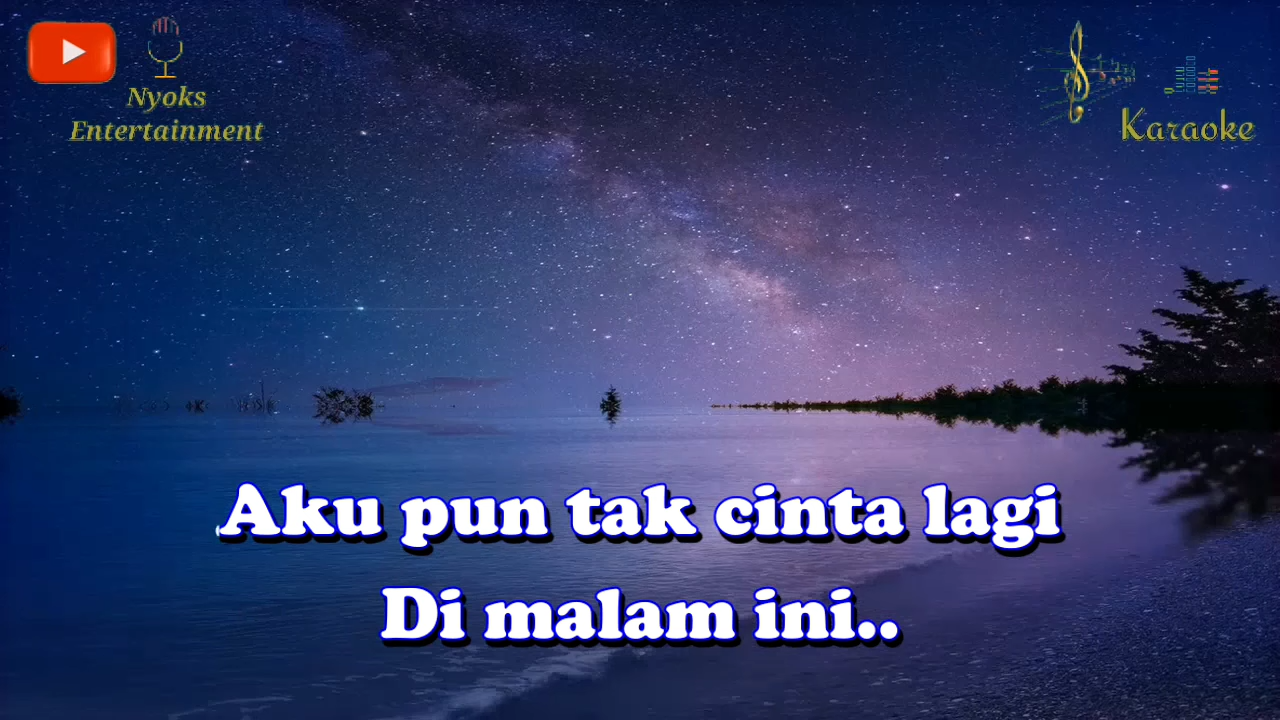 Nyoks
Entertainment
Karaoke
Aku pun tak cinta lagi
Di malam ini..